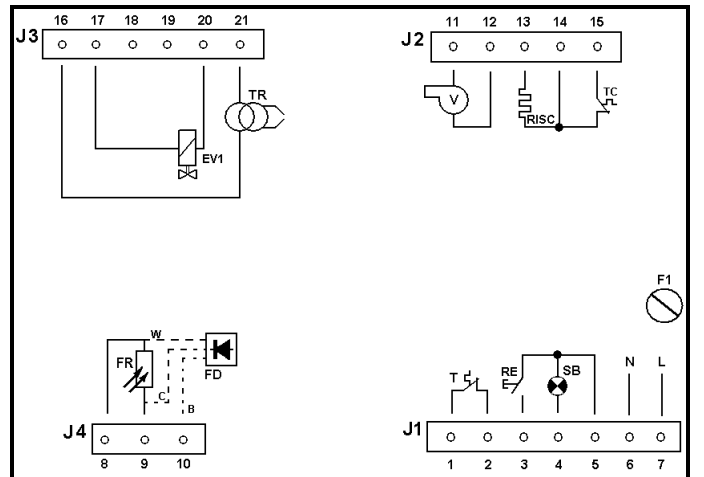 16 17 18 19 20 21
J3
11 12 13 14 15
J2
TR
V
RISC
TC
EV1
F1
W
FR
FD
C
B
J4
8 9 10
T
RE
SB
N
L
J1
1 2 3 4 5 6 7